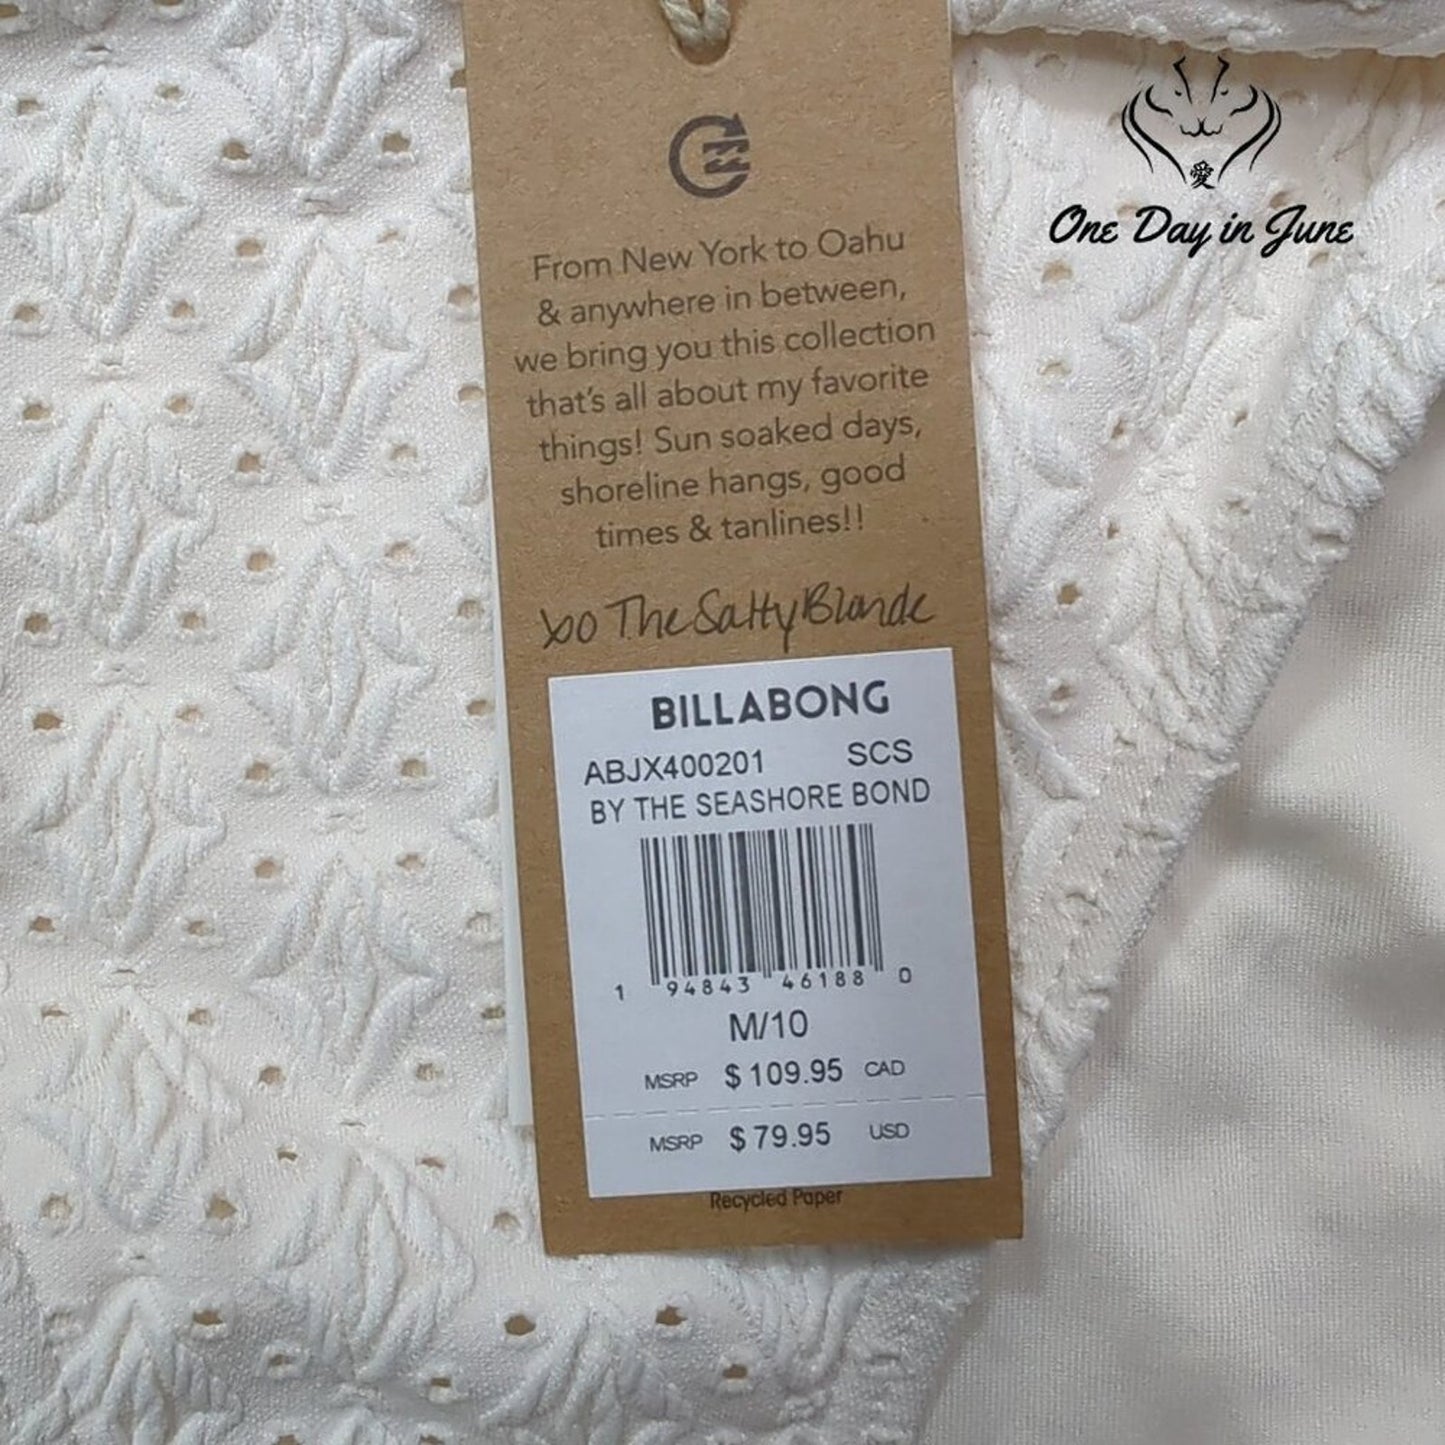 愛
One Day in June
From New York to Oahu
& anywhere in between,
we bring you this collection
that's all about my favorite
things! Sun soaked days,
shoreline hangs, good
times & tanlines!!
xo The Salty Blonde
BILLABONG
ABJX400201 SCS
BY THE SEASHORE BOND
1 94843 46188 0
M/10
MSRP $109.95 CAD
MSRP $79.95 USD
Recycled Paper